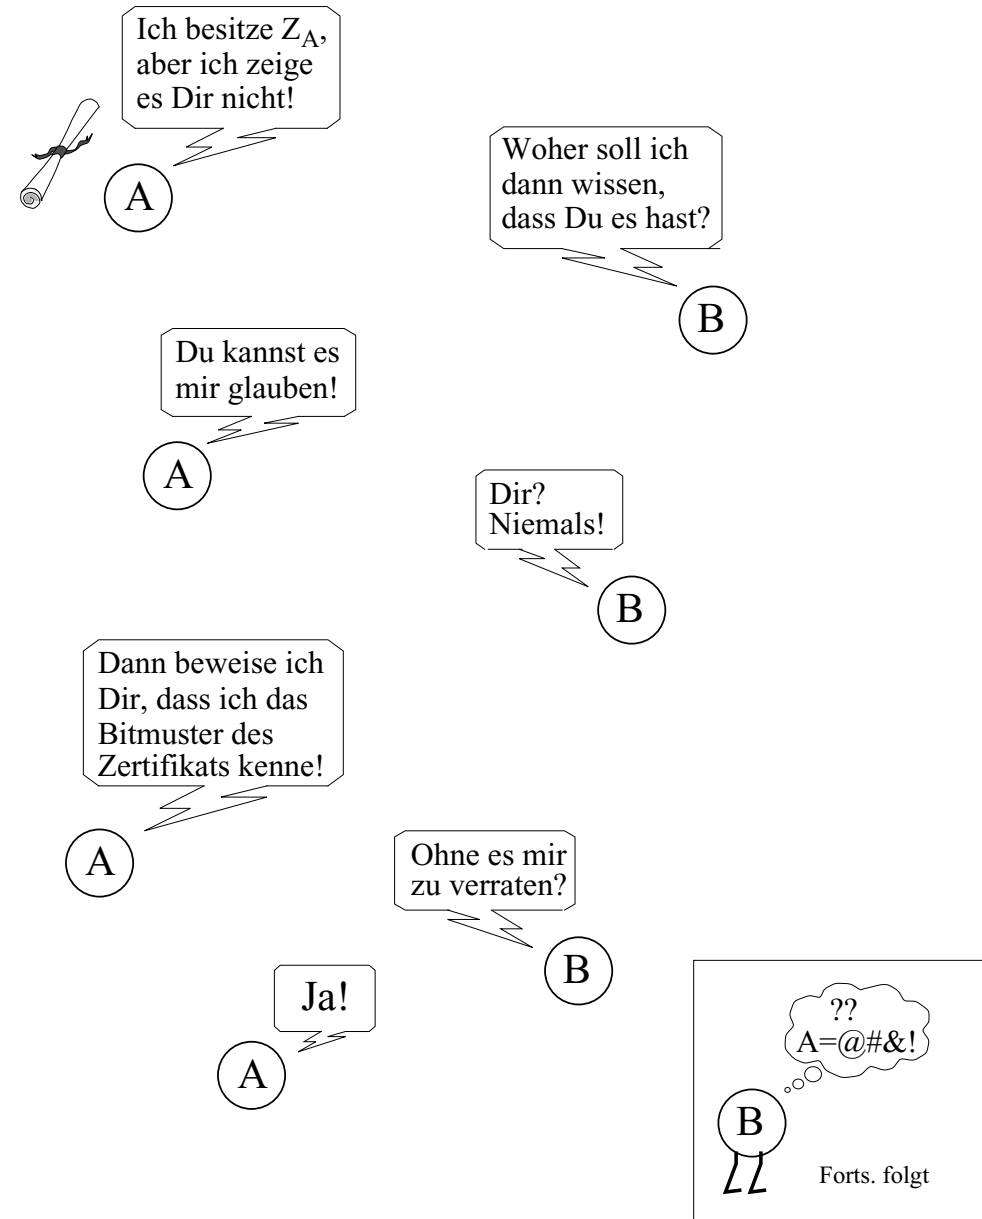 Ich besitze Z_A,
aber ich zeige
es Dir nicht!
A
Woher soll ich
dann wissen,
dass Du es hast?
B
Du kannst es
mir glauben!
A
Dir?
Niemals!
B
Dann beweise ich
Dir, dass ich das
Bitmuster des
Zertifikats kenne!
A
Ohne es mir
zu verraten?
B
Ja!
A
??
A=@#&!
B
Forts. folgt